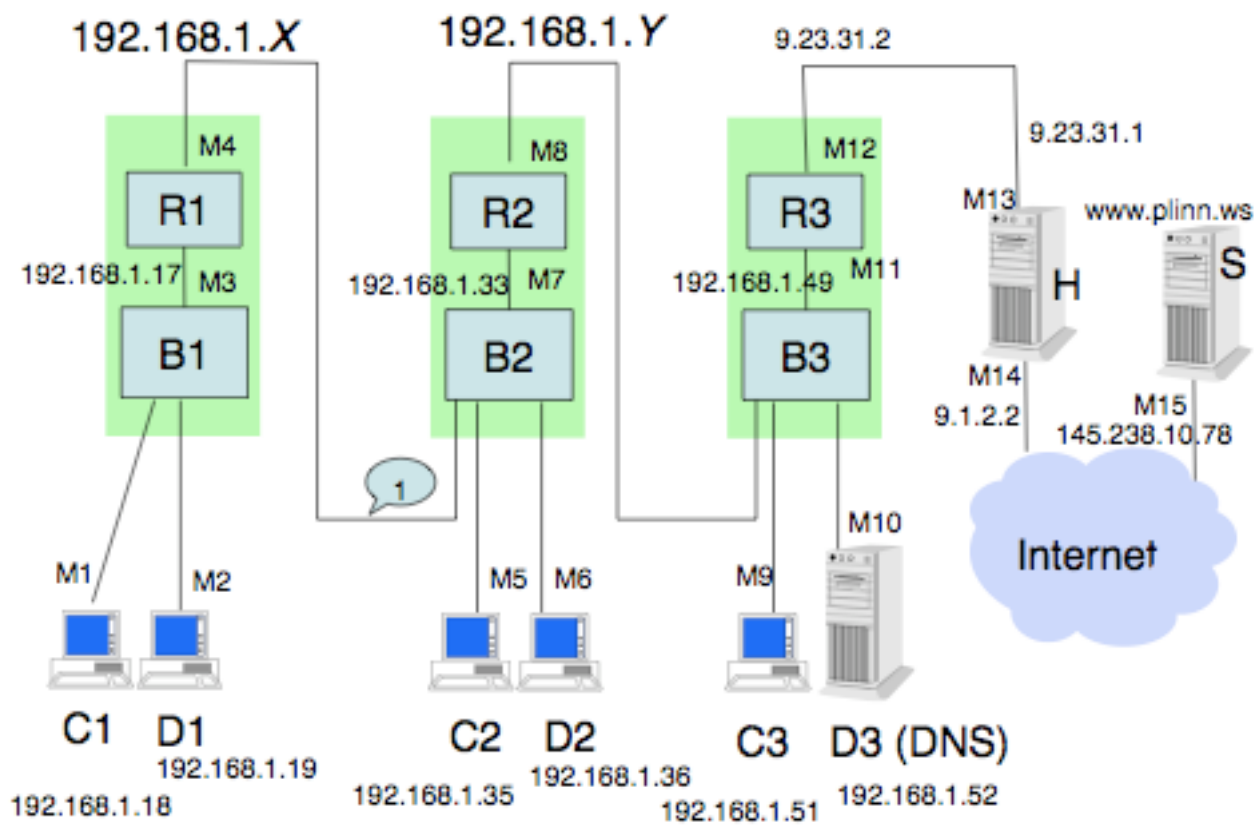 192.168.1.X
192.168.1.Y
9.23.31.2
9.23.31.1
M4
M8
M12
M13
www.plinn.ws
R1
R2
R3
S
192.168.1.17
M3
192.168.1.33
M7
192.168.1.49
M11
H
B1
B2
B3
M14
9.1.2.2
M15
145.238.10.78
1
M10
Internet
M1
M2
M5
M6
M9
C1
D1
C2
D2
C3
D3 (DNS)
192.168.1.19
192.168.1.36
192.168.1.18
192.168.1.35
192.168.1.51
192.168.1.52